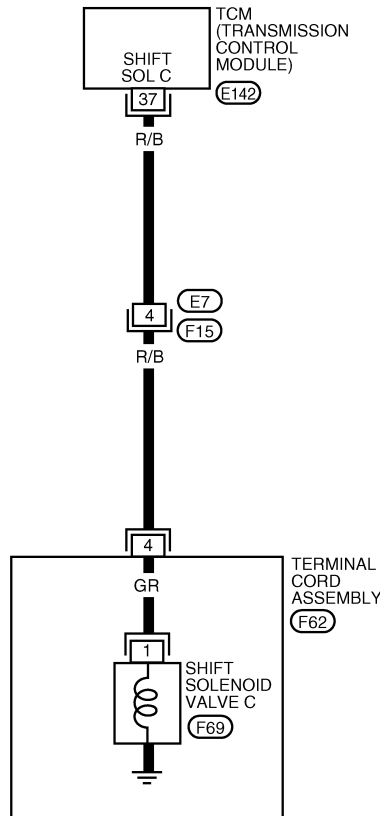 TCM
(TRANSMISSION
CONTROL
MODULE)
SHIFT
SOL C
37
E142
R/B
4
E7
F15
R/B
4
TERMINAL
CORD
ASSEMBLY
F62
GR
1
SHIFT
SOLENOID
VALVE C
F69